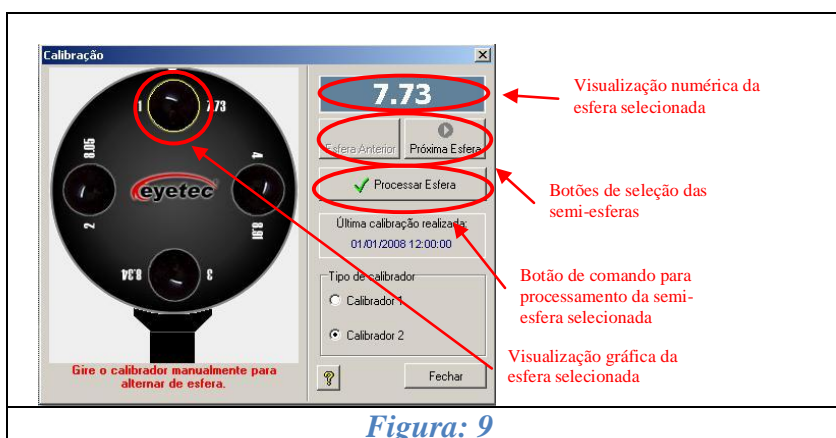 Calibração
1
7.73
8.05
2
eyetec
4
8.91
8.34
3
Gire o calibrador manualmente para
alternar de esfera.
7.73
Esfera Anterior
Próxima Esfera
Processar Esfera
Última calibração realizada:
01/01/2008 12:00:00
Tipo de calibrador
Calibrador 1
Calibrador 2
?
Fechar
Visualização numérica da
esfera selecionada
Botões de seleção das
semi-esferas
Botão de comando para
processamento da semi-
esfera selecionada
Visualização gráfica da
esfera selecionada
Figura: 9